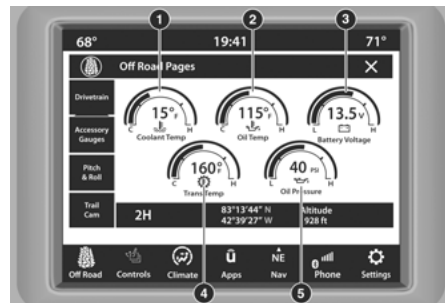 1 2 3
68° 19:41 71°
Off Road Pages X
Drivetrain
Accessory
Gauges
Pitch
& Roll
Trail
Cam
15°F
C H
Coolant Temp
115°F
C H
Oil Temp
13.5 V
L H
Battery Voltage
160°F
C H
Trans Temp
40 PSI
L H
Oil Pressure
2H
83°13'44" N
42°39'27" W
Altitude
928 ft
Off Road Controls Climate Apps Nav Phone Settings
û NE
4 5